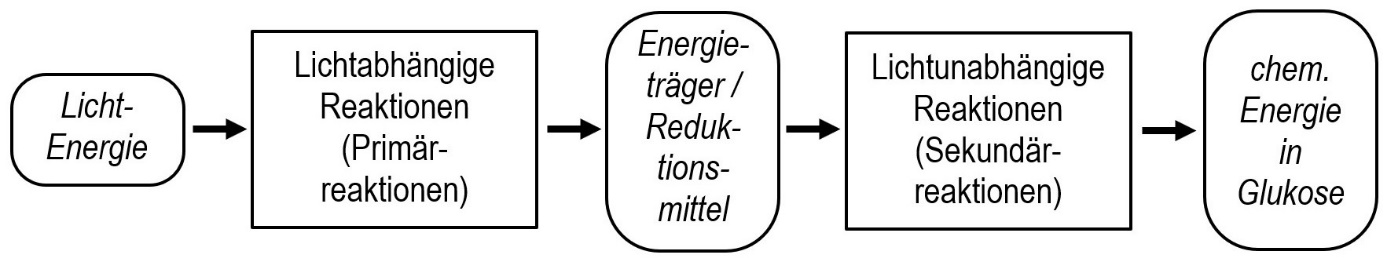 Licht-
Energie
Lichtabhängige
Reaktionen
(Primär-
reaktionen)
Energie-
träger /
Reduk-
tions-
mittel
Lichtunabhängige
Reaktionen
(Sekundär-
reaktionen)
chem.
Energie
in
Glukose